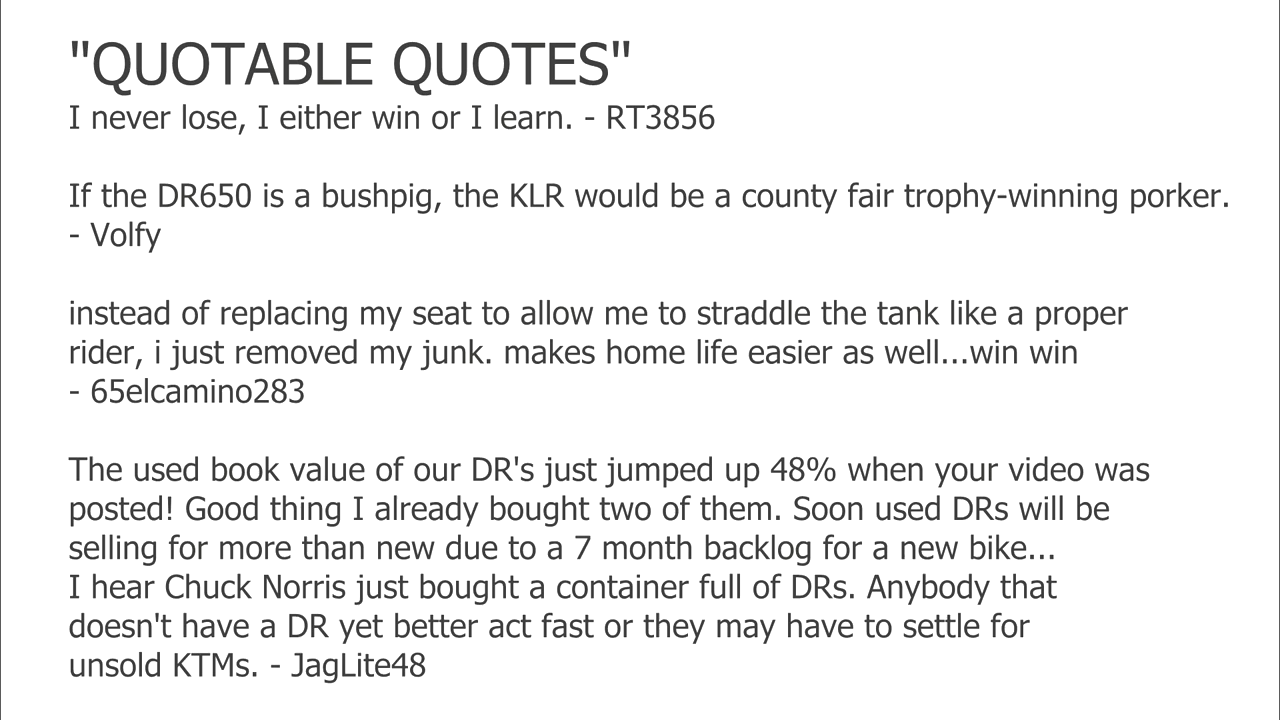 "QUOTABLE QUOTES"
I never lose, I either win or I learn. - RT3856
If the DR650 is a bushpig, the KLR would be a county fair trophy-winning porker.
- Volfy
instead of replacing my seat to allow me to straddle the tank like a proper
rider, i just removed my junk. makes home life easier as well...win win
- 65elcamino283
The used book value of our DR's just jumped up 48% when your video was
posted! Good thing I already bought two of them. Soon used DRs will be
selling for more than new due to a 7 month backlog for a new bike...
I hear Chuck Norris just bought a container full of DRs. Anybody that
doesn't have a DR yet better act fast or they may have to settle for
unsold KTMs. - JagLite48